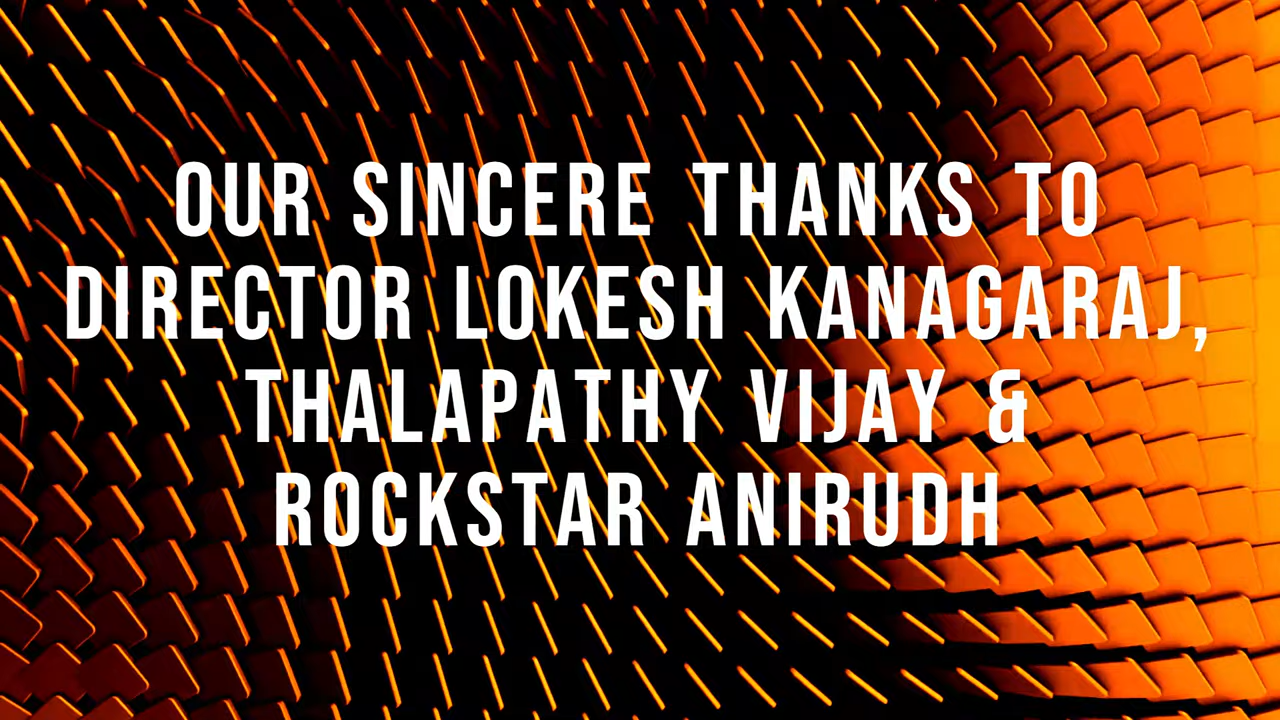 OUR SINCERE THANKS TO
DIRECTOR LOKESH KANAGARAJ,
THALAPATHY VIJAY &
ROCKSTAR ANIRUDH